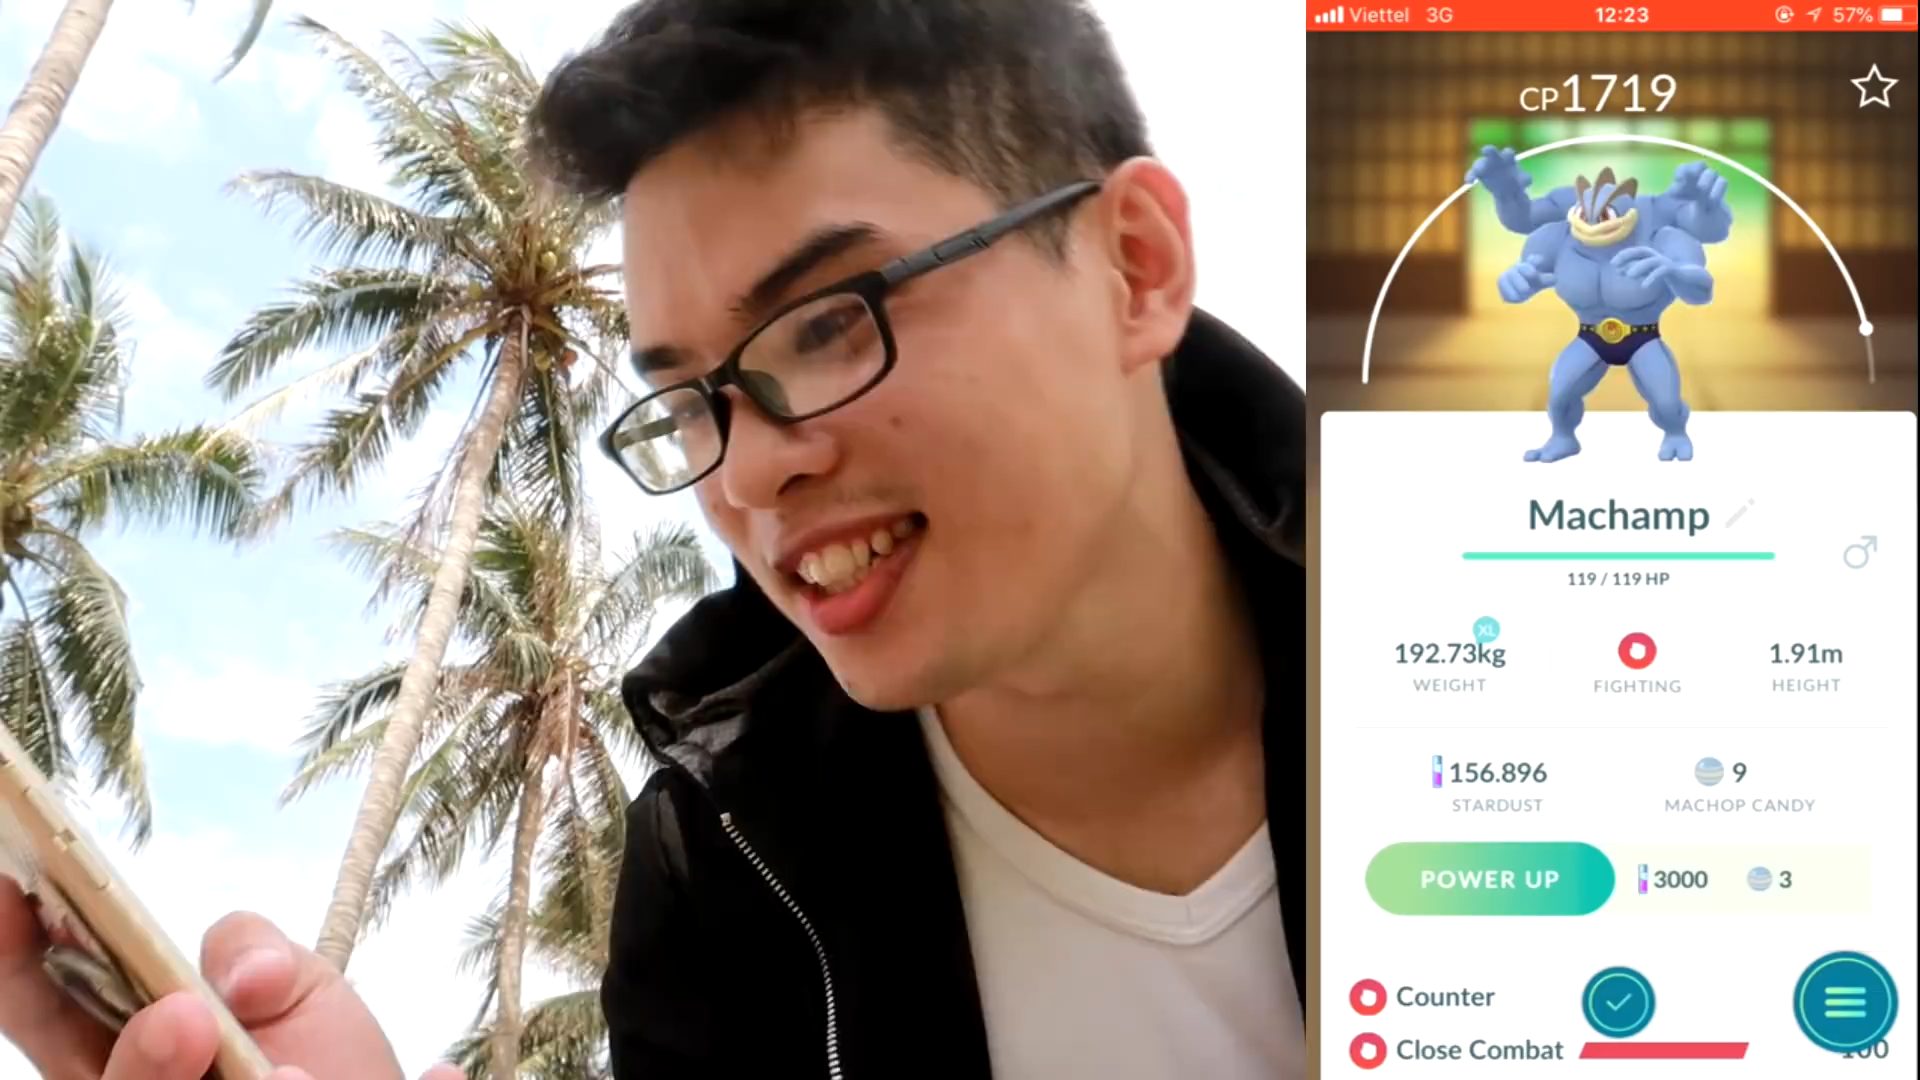 Viettel 3G 12:23 57%
CP1719
Machamp
119 / 119 HP
XL
192.73kg
WEIGHT
FIGHTING
1.91m
HEIGHT
156.896
STARDUST
9
MACHOP CANDY
POWER UP 3000 3
Counter
Close Combat 100